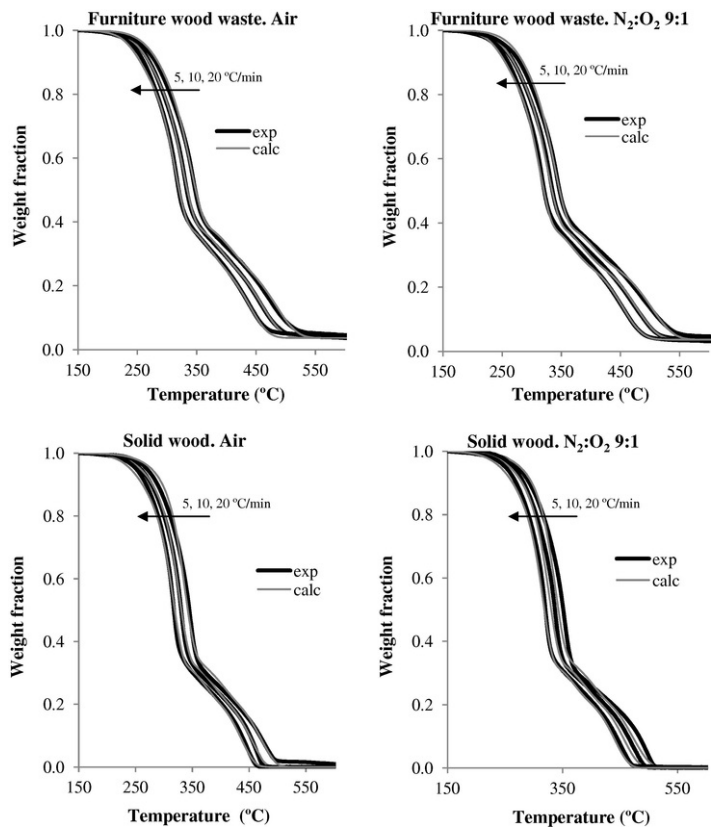 Furniture wood waste. Air
1.0
0.8
0.6
0.4
0.2
0.0
Weight fraction
5, 10, 20 ºC/min
exp
calc
150 250 350 450 550
Temperature (ºC)
Furniture wood waste. N₂:O₂ 9:1
1.0
0.8
0.6
0.4
0.2
0.0
Weight fraction
5, 10, 20 ºC/min
exp
calc
150 250 350 450 550
Temperature (ºC)
Solid wood. Air
1.0
0.8
0.6
0.4
0.2
0.0
Weight fraction
5, 10, 20 ºC/min
exp
calc
150 250 350 450 550
Temperature (ºC)
Solid wood. N₂:O₂ 9:1
1.0
0.8
0.6
0.4
0.2
0.0
Weight fraction
5, 10, 20 ºC/min
exp
calc
150 350 550
Temperature (ºC)